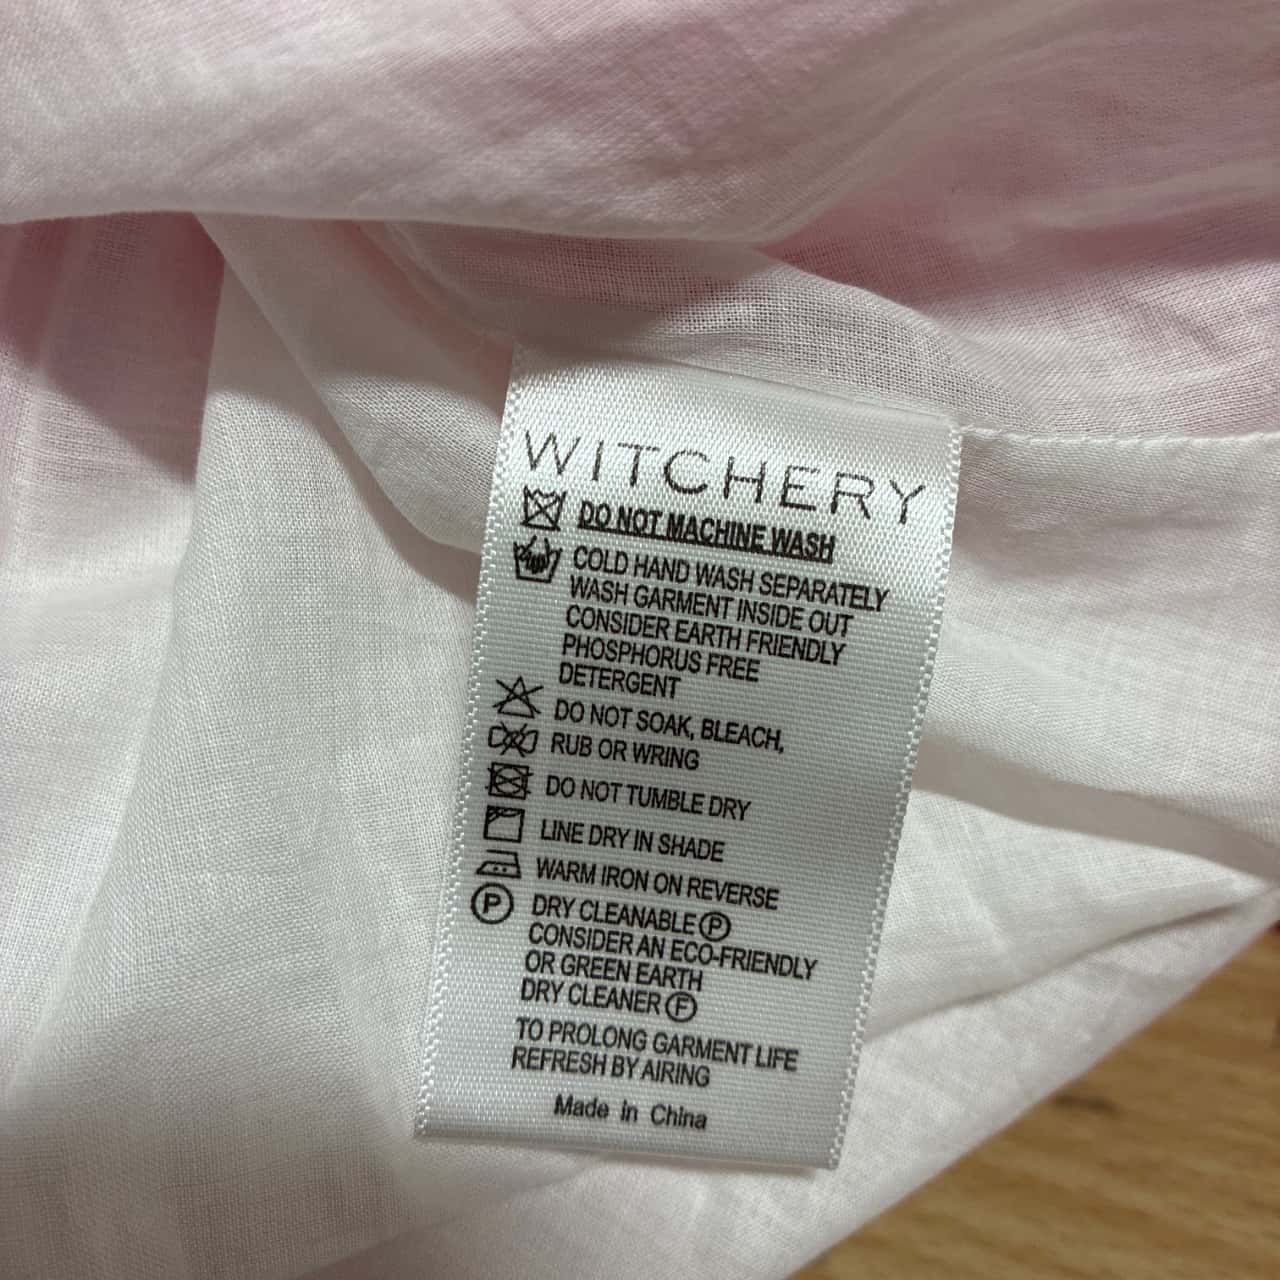 WITCHERY
DO NOT MACHINE WASH
COLD HAND WASH SEPARATELY
WASH GARMENT INSIDE OUT
CONSIDER EARTH FRIENDLY
PHOSPHORUS FREE
DETERGENT
DO NOT SOAK, BLEACH,
RUB OR WRING
DO NOT TUMBLE DRY
LINE DRY IN SHADE
WARM IRON ON REVERSE
P DRY CLEANABLE P
CONSIDER AN ECO-FRIENDLY
OR GREEN EARTH
DRY CLEANER F
TO PROLONG GARMENT LIFE
REFRESH BY AIRING
Made in China